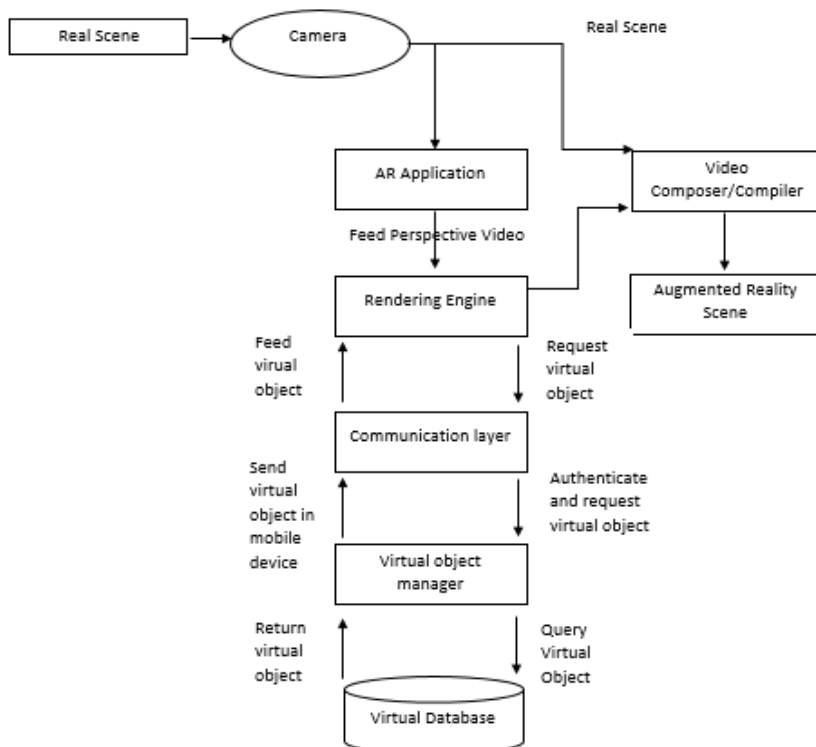 Real Scene
Camera
Real Scene
AR Application
Video
Composer/Compiler
Feed Perspective Video
Rendering Engine
Augmented Reality
Scene
Feed
virual
object
Request
virtual
object
Communication layer
Send
virtual
object in
mobile
device
Authenticate
and request
virtual object
Virtual object
manager
Return
virtual
object
Query
Virtual
Object
Virtual Database